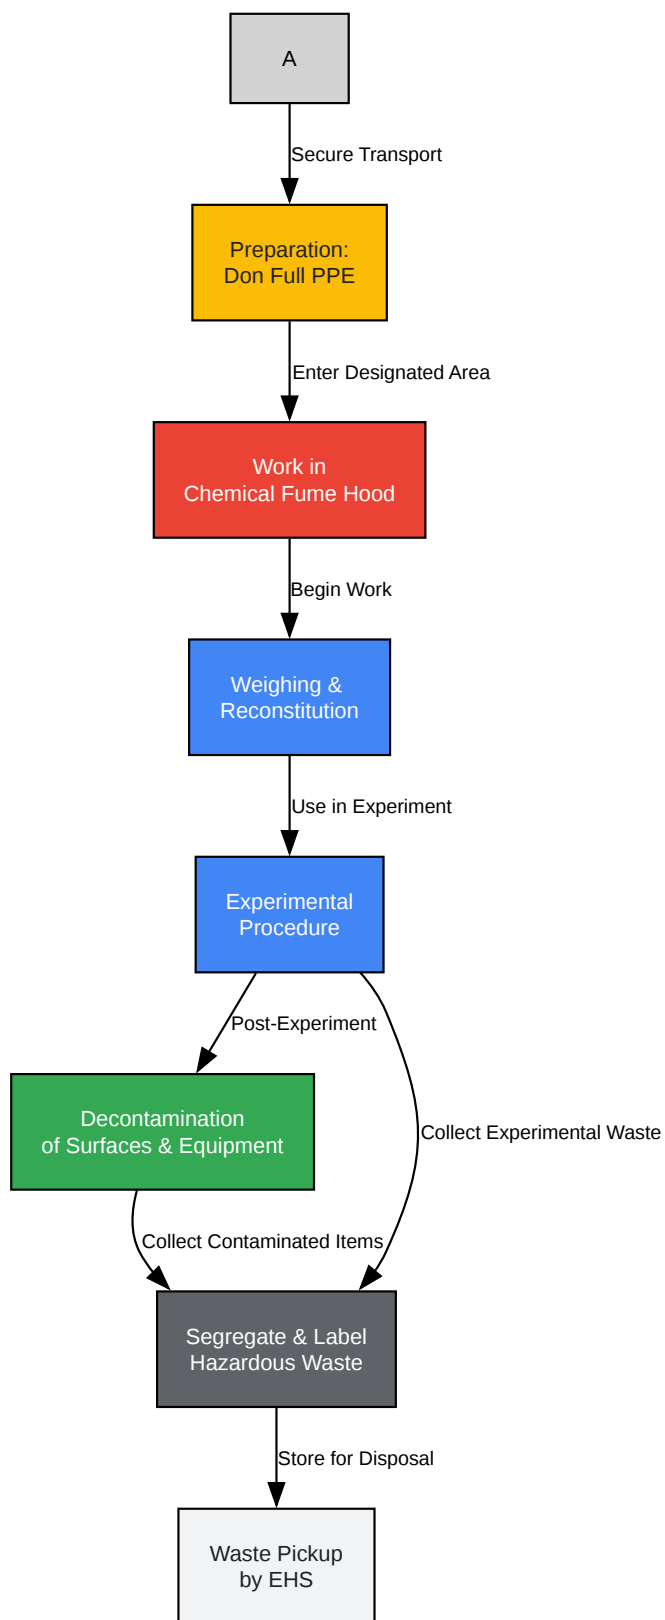 A
Secure Transport
Preparation:
Don Full PPE
Enter Designated Area
Work in
Chemical Fume Hood
Begin Work
Weighing &
Reconstitution
Use in Experiment
Experimental
Procedure
Post-Experiment
Decontamination
of Surfaces & Equipment
Collect Experimental Waste
Collect Contaminated Items
Segregate & Label
Hazardous Waste
Store for Disposal
Waste Pickup
by EHS